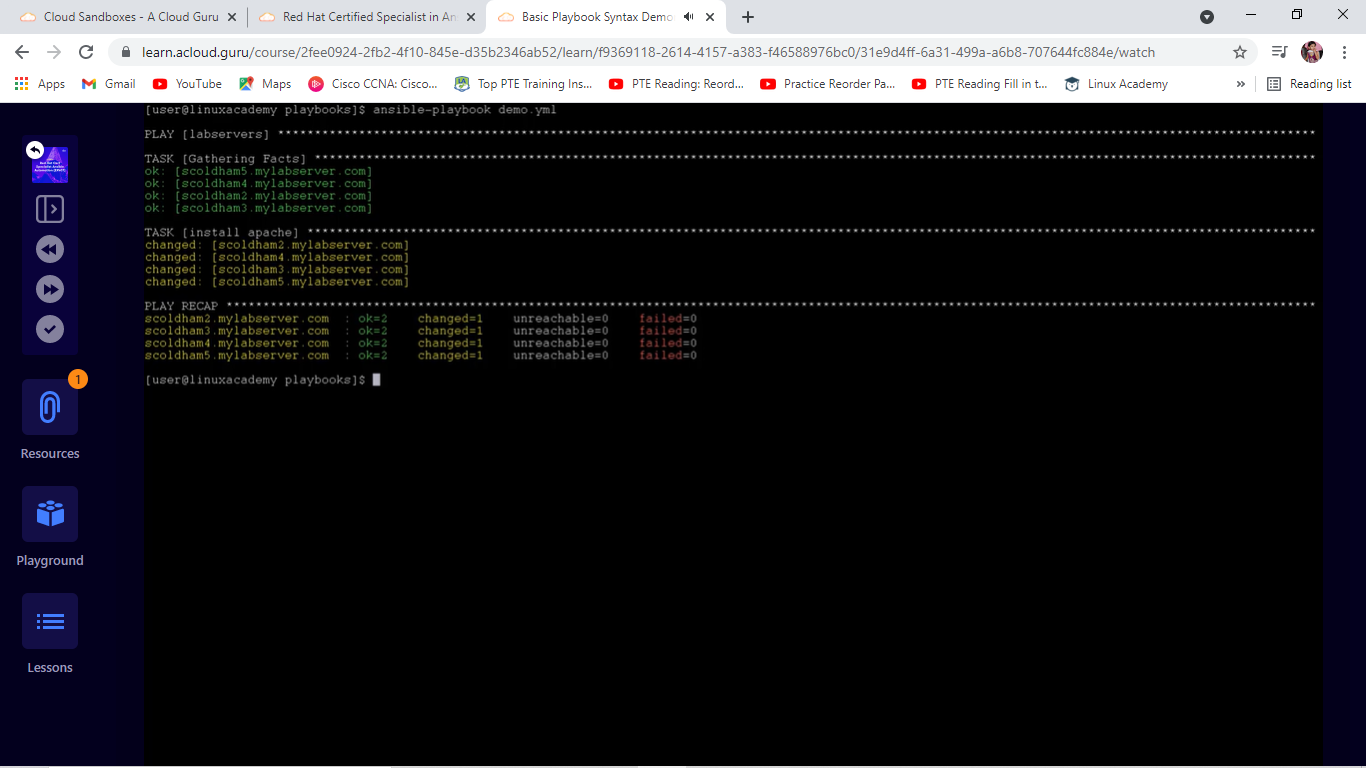 Cloud Sandboxes - A Cloud Guru
Red Hat Certified Specialist in An
Basic Playbook Syntax Demo
learn.acloud.guru/course/2fee0924-2fb2-4f10-845e-d35b2346ab52/learn/f9369118-2614-4157-a383-f46588976bc0/31e9d4ff-6a31-499a-a6b8-707644fc884e/watch
Apps Gmail YouTube Maps Cisco CCNA: Cisco... Top PTE Training Ins... PTE Reading: Reord... Practice Reorder Pa... PTE Reading Fill in t... Linux Academy » Reading list
[user@linuxacademy playbooks]$ ansible-playbook demo.yml
PLAY [labservers] ****************************************************************************************************************************************
TASK [Gathering Facts] ***********************************************************************************************************************************
ok: [scoldham5.mylabserver.com]
ok: [scoldham4.mylabserver.com]
ok: [scoldham2.mylabserver.com]
ok: [scoldham3.mylabserver.com]
TASK [install apache] ************************************************************************************************************************************
changed: [scoldham2.mylabserver.com]
changed: [scoldham4.mylabserver.com]
changed: [scoldham3.mylabserver.com]
changed: [scoldham5.mylabserver.com]
PLAY RECAP ***********************************************************************************************************************************************
scoldham2.mylabserver.com : ok=2 changed=1 unreachable=0 failed=0
scoldham3.mylabserver.com : ok=2 changed=1 unreachable=0 failed=0
scoldham4.mylabserver.com : ok=2 changed=1 unreachable=0 failed=0
scoldham5.mylabserver.com : ok=2 changed=1 unreachable=0 failed=0
[user@linuxacademy playbooks]$
1
Resources
Playground
Lessons